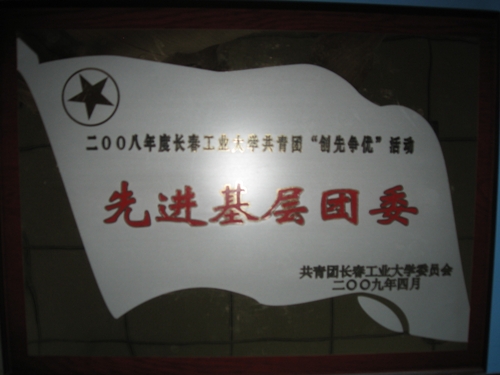 二〇〇八年度长春工业大学共青团“创先争优”活动
先进基层团委
共青团长春工业大学委员会
二〇〇九年四月